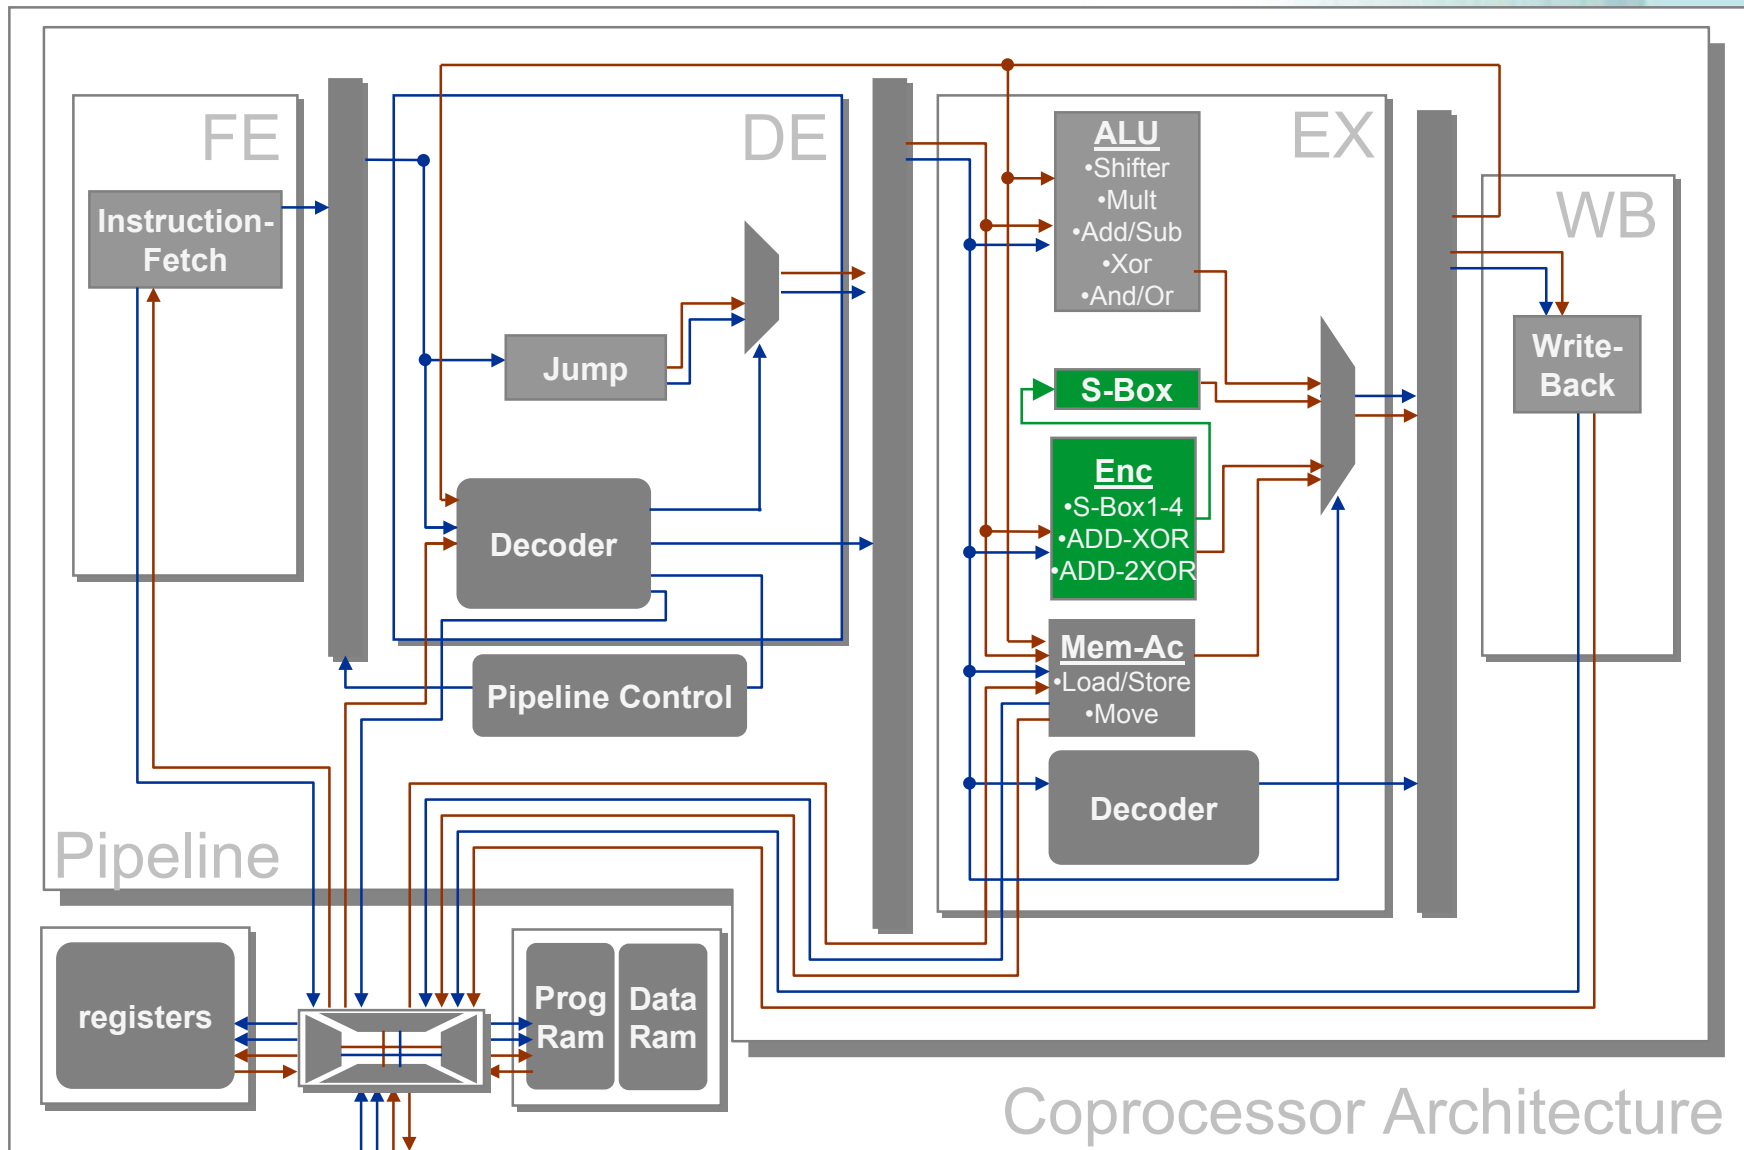 FE
Instruction-
Fetch
DE
Jump
Decoder
Pipeline Control
EX
ALU
•Shifter
•Mult
•Add/Sub
•Xor
•And/Or
S-Box
Enc
•S-Box1-4
•ADD-XOR
•ADD-2XOR
Mem-Ac
•Load/Store
•Move
Decoder
WB
Write-
Back
Pipeline
registers
Prog
Ram
Data
Ram
Coprocessor Architecture